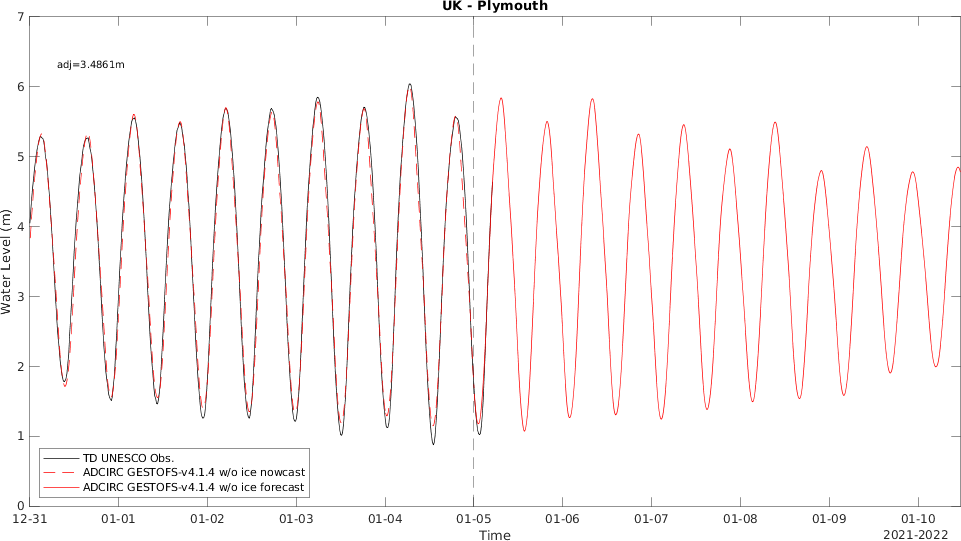 UK - Plymouth
adj=3.4861m
7
6
5
4
3
2
1
0
Water Level (m)
TD UNESCO Obs.
ADCIRC GESTOFS-v4.1.4 w/o ice nowcast
ADCIRC GESTOFS-v4.1.4 w/o ice forecast
12-31 01-01 01-02 01-03 01-04 01-05 01-06 01-07 01-08 01-09 01-10
Time
2021-2022